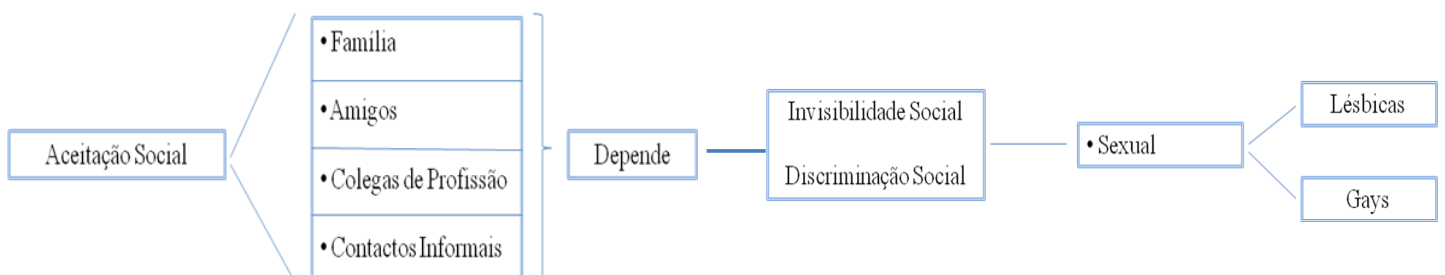 Aceitação Social
• Família
• Amigos
• Colegas de Profissão
• Contactos Informais
Depende
Invisibilidade Social
Discriminação Social
• Sexual
Lésbicas
Gays